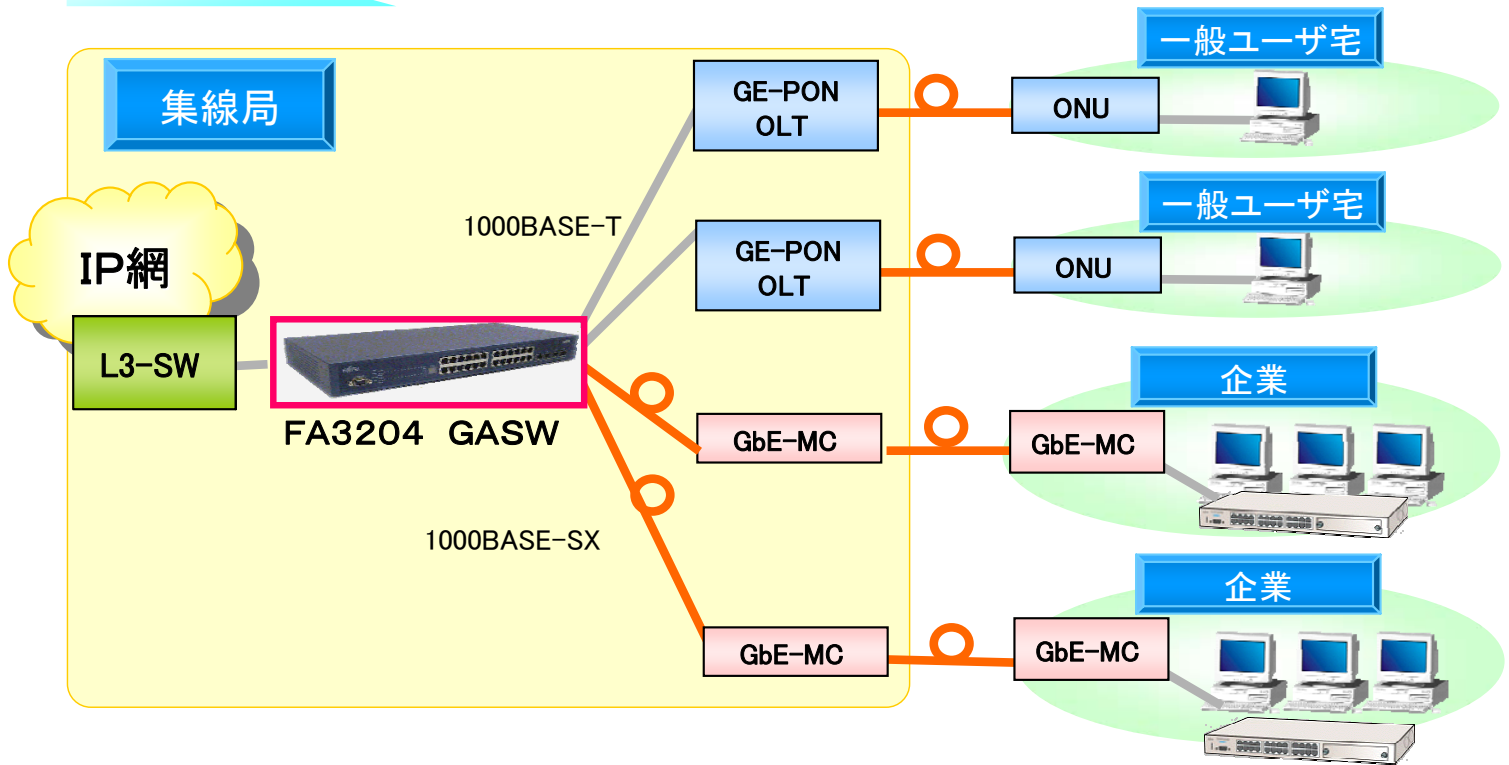 集線局
IP網
L3-SW
FA3204 GASW
1000BASE-T
1000BASE-SX
GE-PON
OLT
ONU
一般ユーザ宅
GE-PON
OLT
ONU
一般ユーザ宅
GbE-MC
GbE-MC
企業
GbE-MC
GbE-MC
企業